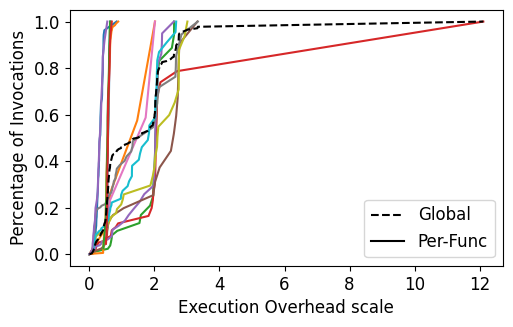 Percentage of Invocations
1.0
0.8
0.6
0.4
0.2
0.0
Global
Per-Func
0 2 4 6 8 10 12
Execution Overhead scale